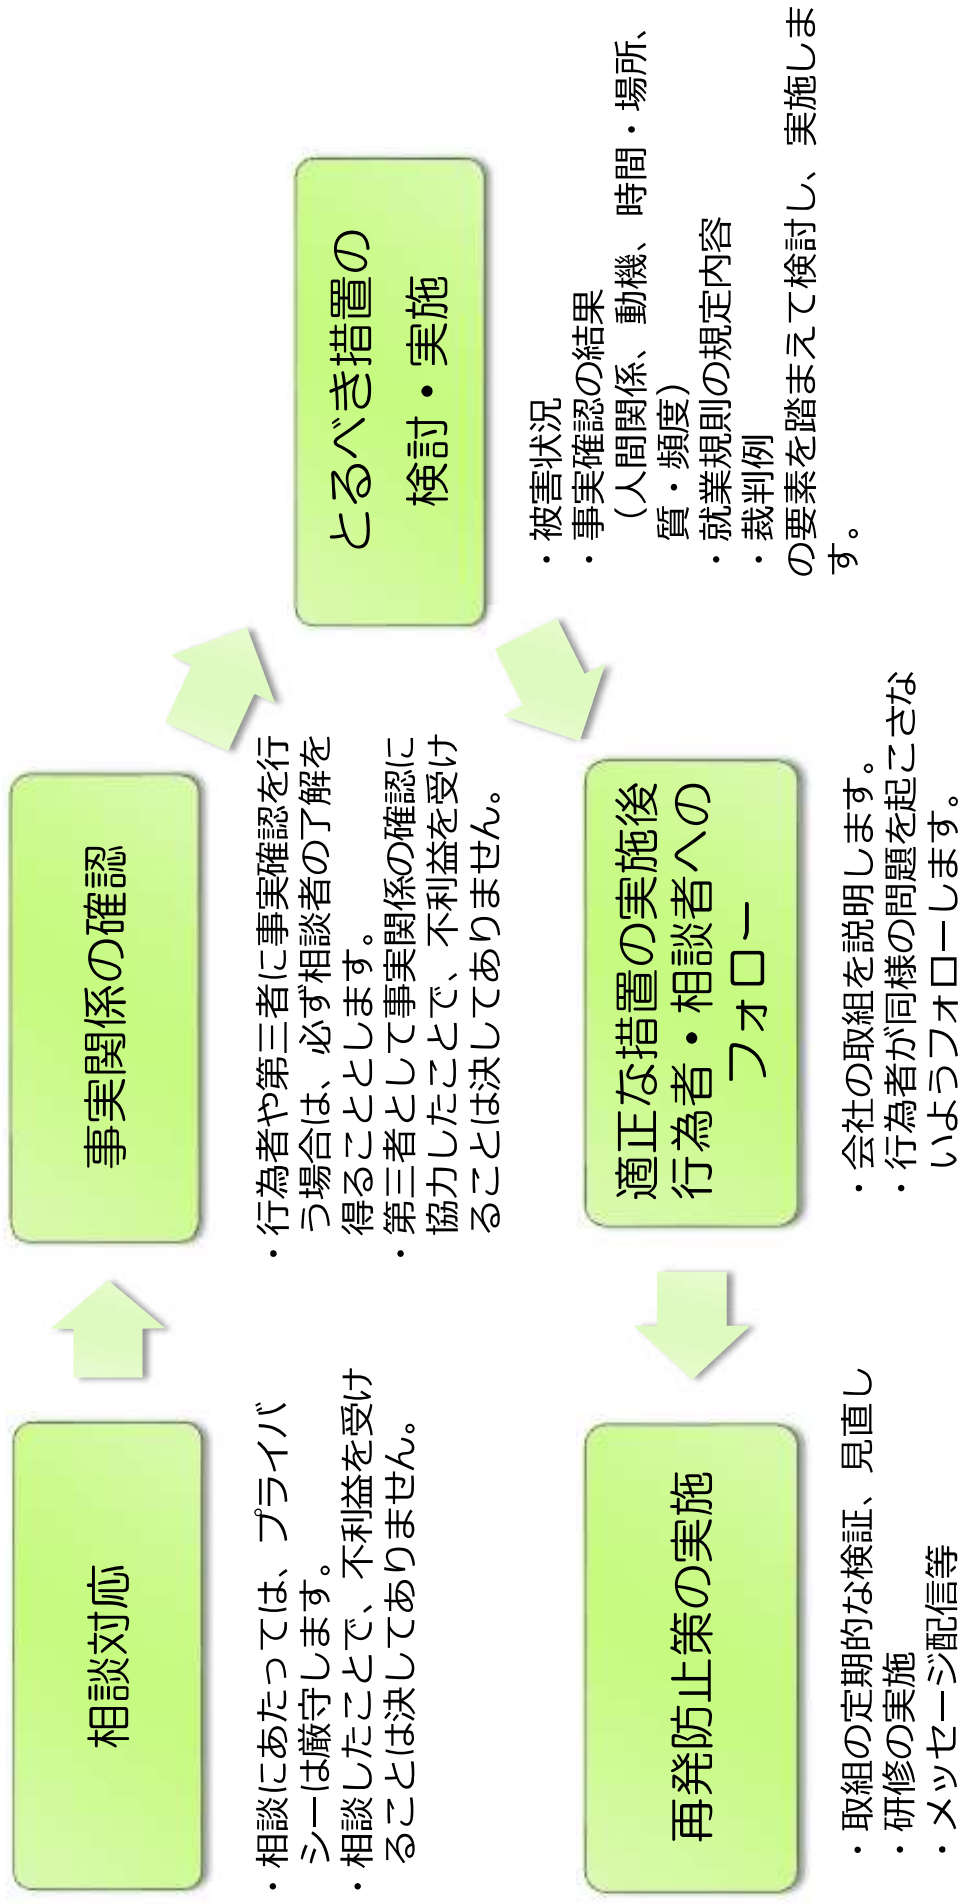 相談対応
・相談にあたっては、プライバ
シーは厳守します。
・相談したことで、不利益を受け
ることは決してありません。
事実関係の確認
・行為者や第三者に事実確認を行
う場合は、必ず相談者の了解を
得ることとします。
・第三者として事実関係の確認に
協力したことで、不利益を受け
ることは決してありません。
とるべき措置の
検討・実施
・被害状況
・事実確認の結果
（人間関係、動機、時間・場所、
質・頻度）
・就業規則の規定内容
・裁判例
の要素を踏まえて検討し、実施しま
す。
適正な措置の実施後
行為者・相談者への
フォロー
・会社の取組を説明します。
・行為者が同様の問題を起こさな
いようフォローします。
再発防止策の実施
・取組の定期的な検証、見直し
・研修の実施
・メッセージ配信等